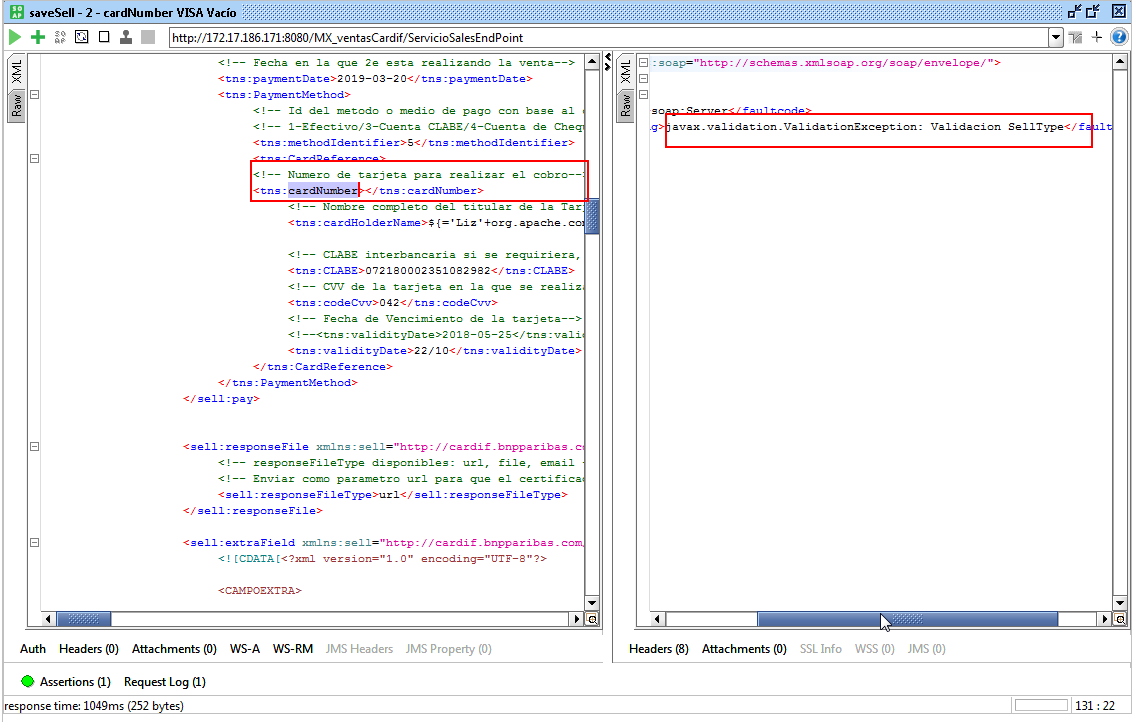 saveSell - 2 - cardNumber VISA Vacío
http://172.17.186.171:8080/MX_ventasCardif/ServicioSalesEndPoint
XML
Raw
<!-- Fecha en la que 2e esta realizando la venta-->
<tns:paymentDate>2019-03-20</tns:paymentDate>
<tns:PaymentMethod>
<!-- Id del metodo o medio de pago con base al
<!-- 1-Efectivo/3-Cuenta CLABE/4-Cuenta de Cheq
<tns:methodIdentifier>5</tns:methodIdentifier>
<tns:CardReference>
<!-- Numero de tarjeta para realizar el cobro--
<tns:cardNumber></tns:cardNumber>
<!-- Nombre completo del titular de la Tar
<tns:cardHolderName>${='Liz'+org.apache.co
<!-- CLABE interbancaria si se requiriera,
<tns:CLABE>072180002351082982</tns:CLABE>
<!-- CVV de la tarjeta en la que se realiz
<tns:codeCvv>042</tns:codeCvv>
<!-- Fecha de Vencimiento de la tarjeta-->
<!--<tns:validityDate>2018-05-25</tns:valid
<tns:validityDate>22/10</tns:validityDate>
</tns:CardReference>
</tns:PaymentMethod>
</sell:pay>
<sell:responseFile xmlns:sell="http://cardif.bnpparibas.co
<!-- responseFileType disponibles: url, file, email -
<!-- Enviar como parametro url para que el certifica
<sell:responseFileType>url</sell:responseFileType>
</sell:responseFile>
<sell:extraField xmlns:sell="http://cardif.bnpparibas.com
<![CDATA[<?xml version="1.0" encoding="UTF-8"?>
<CAMPOEXTRA>
XML
Raw
:soap="http://schemas.xmlsoap.org/soap/envelope/">
soap:Server</faultcode>
g>javax.validation.ValidationException: Validacion SellType</fault
Auth Headers (0) Attachments (0) WS-A WS-RM JMS Headers JMS Property (0)
Headers (8) Attachments (0) SSL Info WSS (0) JMS (0)
Assertions (1) Request Log (1)
response time: 1049ms (252 bytes)
131 : 22